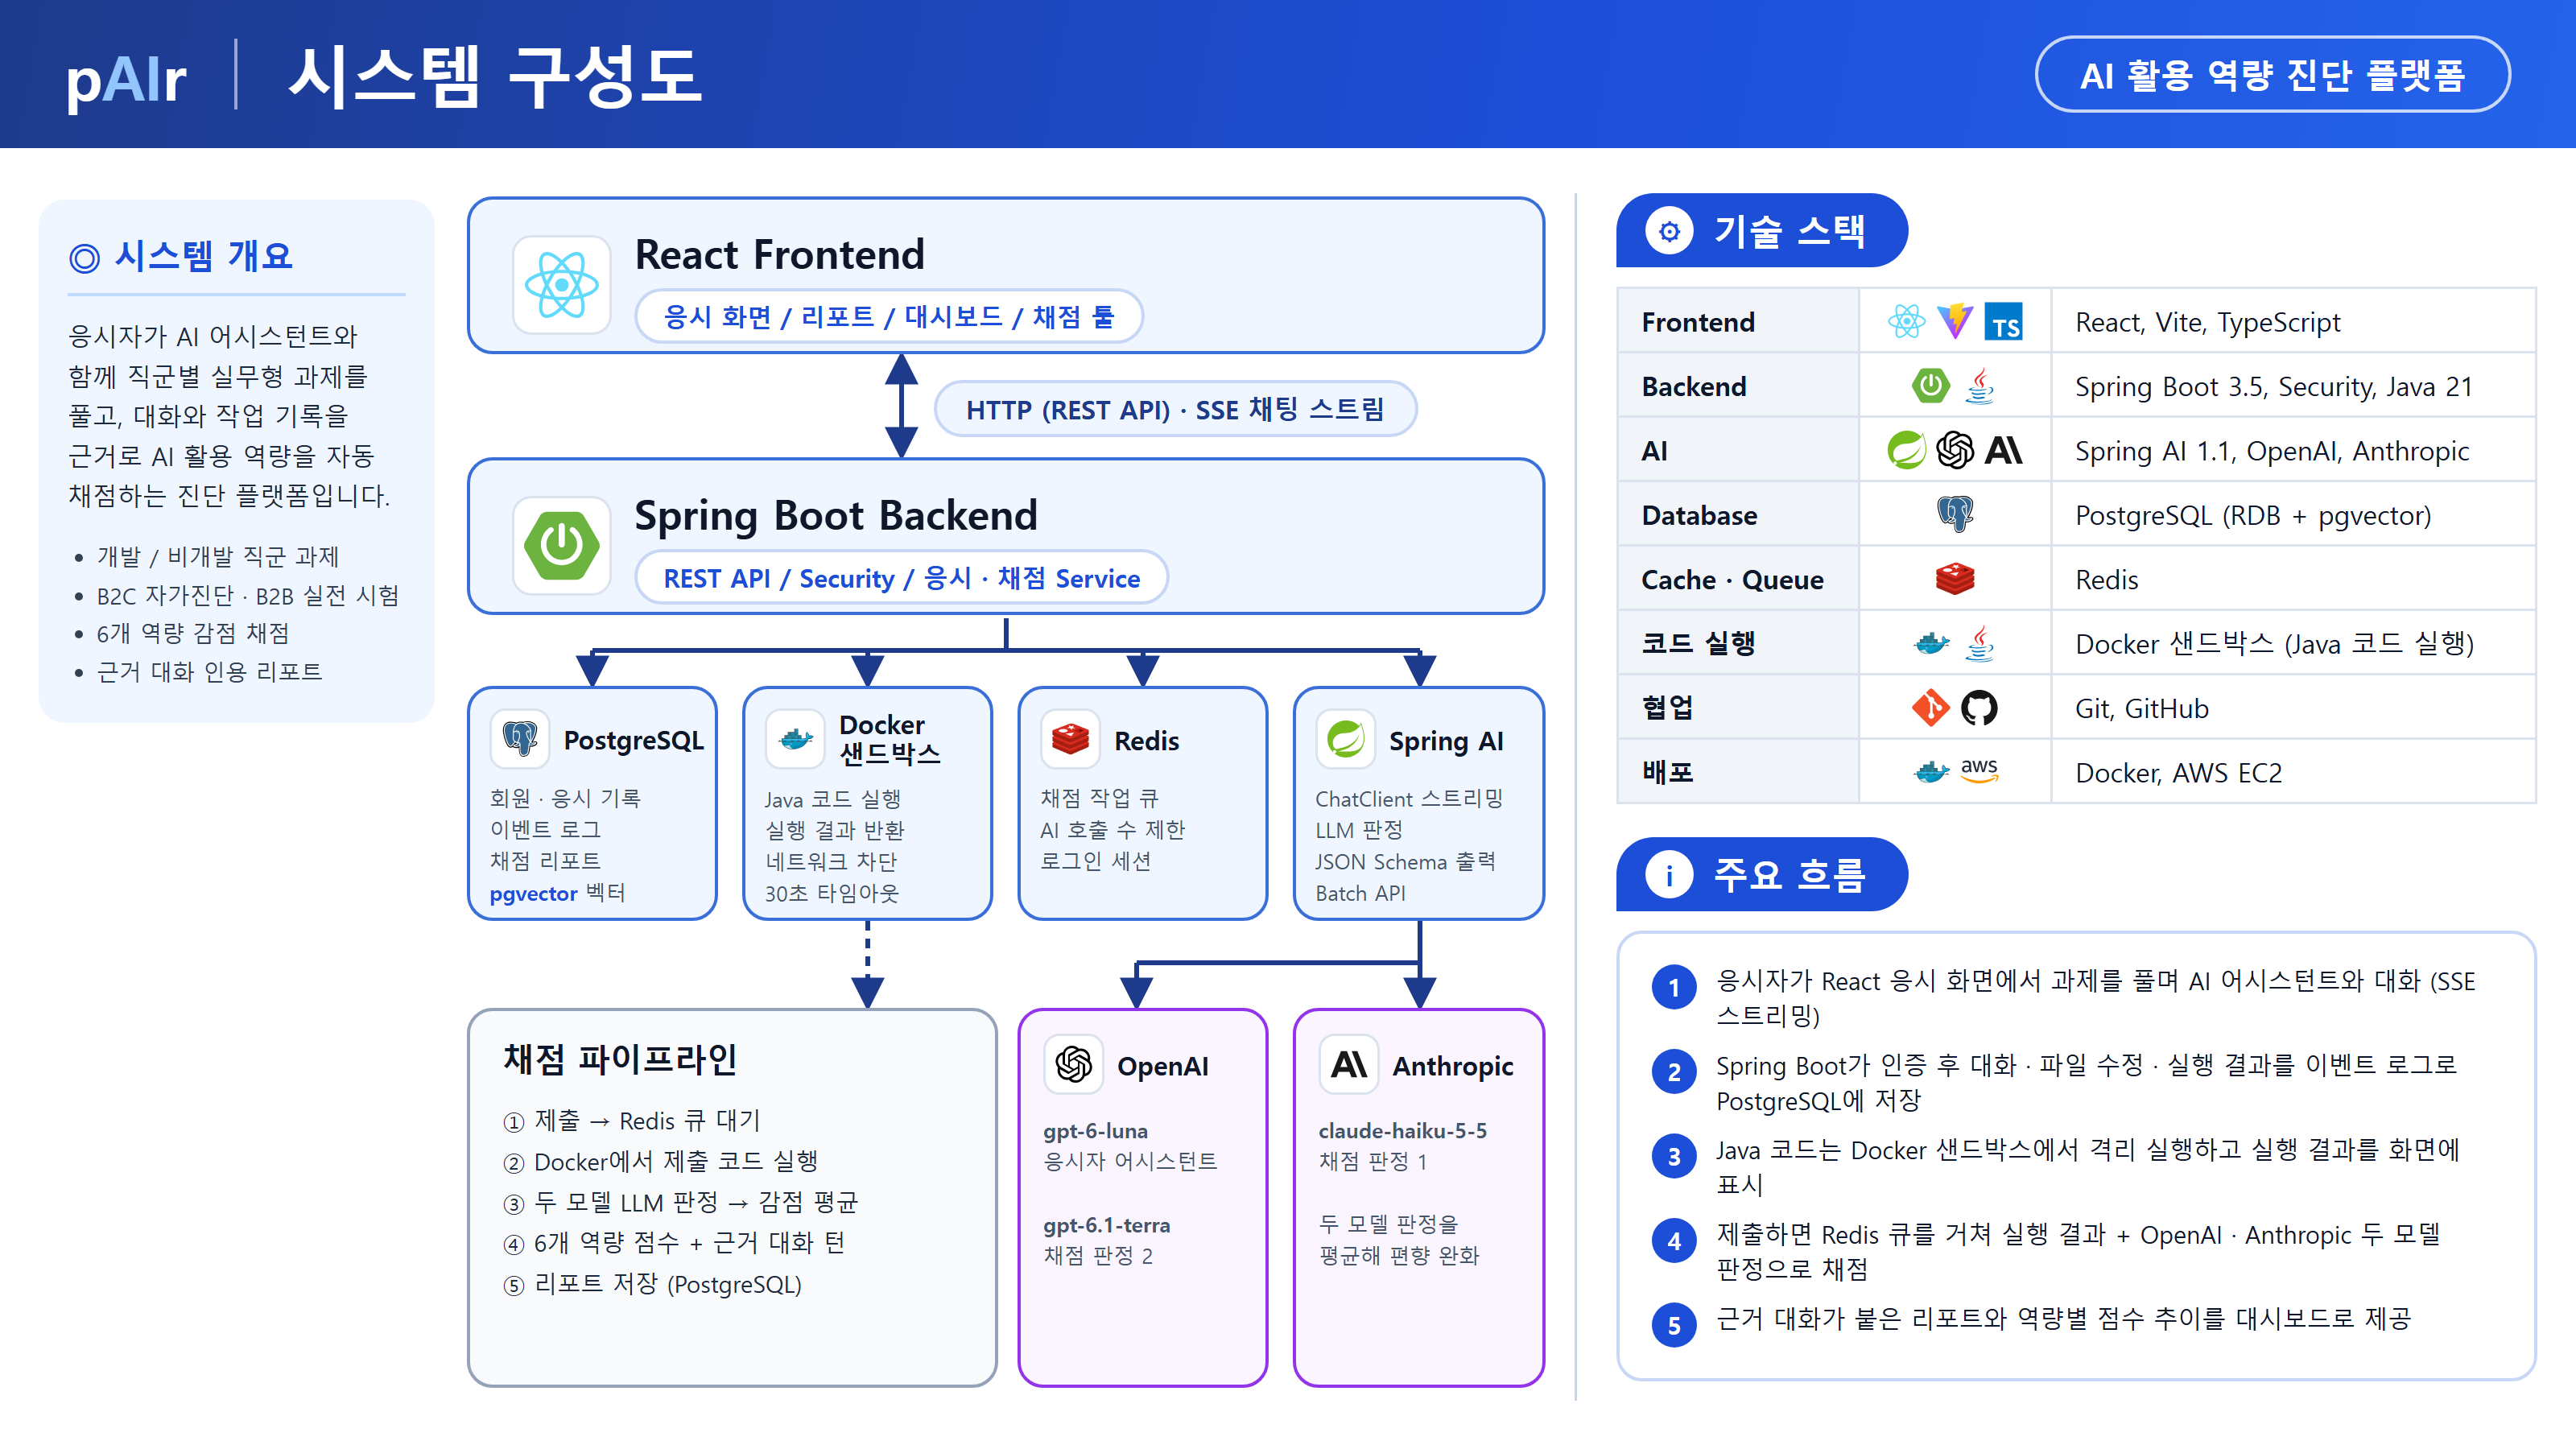 pAIr
시스템 구성도
AI 활용 역량 진단 플랫폼
◎ 시스템 개요
응시자가 AI 어시스턴트와
함께 직군별 실무형 과제를
풀고, 대화와 작업 기록을
근거로 AI 활용 역량을 자동
채점하는 진단 플랫폼입니다.
• 개발 / 비개발 직군 과제
• B2C 자가진단 · B2B 실전 시험
• 6개 역량 감점 채점
• 근거 대화 인용 리포트
React Frontend
응시 화면 / 리포트 / 대시보드 / 채점 툴
HTTP (REST API) · SSE 채팅 스트림
Spring Boot Backend
REST API / Security / 응시 · 채점 Service
PostgreSQL
회원 · 응시 기록
이벤트 로그
채점 리포트
pgvector 벡터
Docker
샌드박스
Java 코드 실행
실행 결과 반환
네트워크 차단
30초 타임아웃
Redis
채점 작업 큐
AI 호출 수 제한
로그인 세션
Spring AI
ChatClient 스트리밍
LLM 판정
JSON Schema 출력
Batch API
채점 파이프라인
① 제출 → Redis 큐 대기
② Docker에서 제출 코드 실행
③ 두 모델 LLM 판정 → 감점 평균
④ 6개 역량 점수 + 근거 대화 턴
⑤ 리포트 저장 (PostgreSQL)
OpenAI
gpt-6-luna
응시자 어시스턴트
gpt-6.1-terra
채점 판정 2
Anthropic
claude-haiku-5-5
채점 판정 1
두 모델 판정을
평균해 편향 완화
기술 스택
Frontend TS React, Vite, TypeScript
Backend Spring Boot 3.5, Security, Java 21
AI Spring AI 1.1, OpenAI, Anthropic
Database PostgreSQL (RDB + pgvector)
Cache · Queue Redis
코드 실행 Docker 샌드박스 (Java 코드 실행)
협업 Git, GitHub
배포 aws Docker, AWS EC2
i 주요 흐름
1 응시자가 React 응시 화면에서 과제를 풀며 AI 어시스턴트와 대화 (SSE
스트리밍)
2 Spring Boot가 인증 후 대화 · 파일 수정 · 실행 결과를 이벤트 로그로
PostgreSQL에 저장
3 Java 코드는 Docker 샌드박스에서 격리 실행하고 실행 결과를 화면에
표시
4 제출하면 Redis 큐를 거쳐 실행 결과 + OpenAI · Anthropic 두 모델
판정으로 채점
5 근거 대화가 붙은 리포트와 역량별 점수 추이를 대시보드로 제공